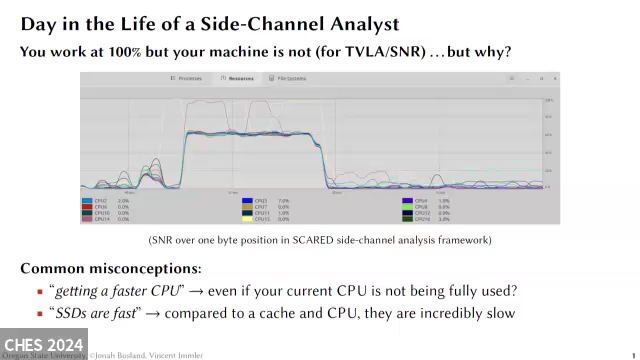 Day in the Life of a Side-Channel Analyst
You work at 100% but your machine is not (for TVLA/SNR) …but why?
Processes
Resources
File Systems
CPU2 2.0%
CPU3 7.0%
CPU4 1.0%
CPU6 0.0%
CPU7 0.0%
CPU8 0.0%
CPU10 0.0%
CPU11 1.0%
CPU12 0.9%
CPU14 0.0%
CPU15 0.0%
CPU16 3.0%
(SNR over one byte position in SCARED side-channel analysis framework)
Common misconceptions:
“getting a faster CPU” → even if your current CPU is not being fully used?
“SSDs are fast” → compared to a cache and CPU, they are incredibly slow
CHES 2024
Oregon State University, ©Jonah Bosland, Vincent Immler
1